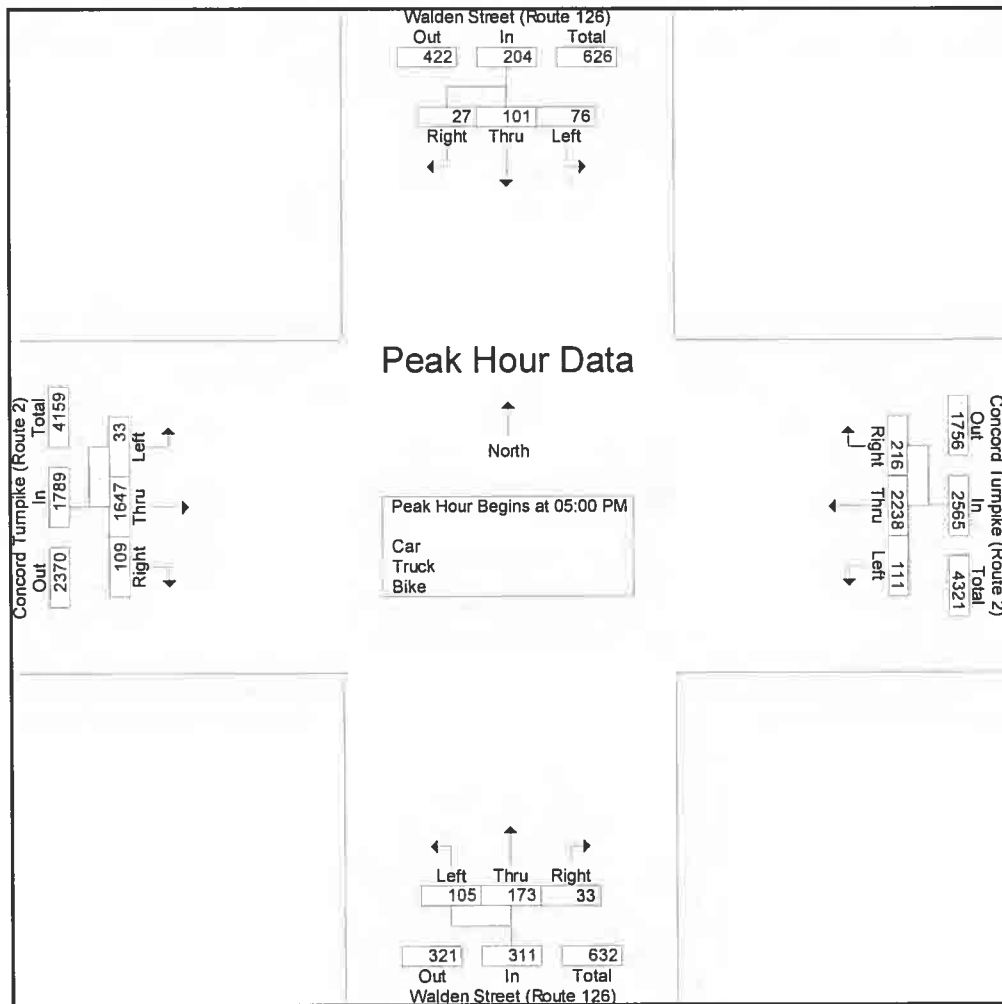 Walden Street (Route 126)
Out In Total
422 204 626
27 101 76
Right Thru Left
Peak Hour Data
North
Peak Hour Begins at 05:00 PM
Car
Truck
Bike
Concord Turnpike (Route 2)
Out In Total
2370 1789 4159
33 1647 109
Left Thru Right
Concord Turnpike (Route 2)
Out In Total
1756 2565 4321
Right Thru Left
216 2238 111
Left Thru Right
105 173 33
321 311 632
Out In Total
Walden Street (Route 126)